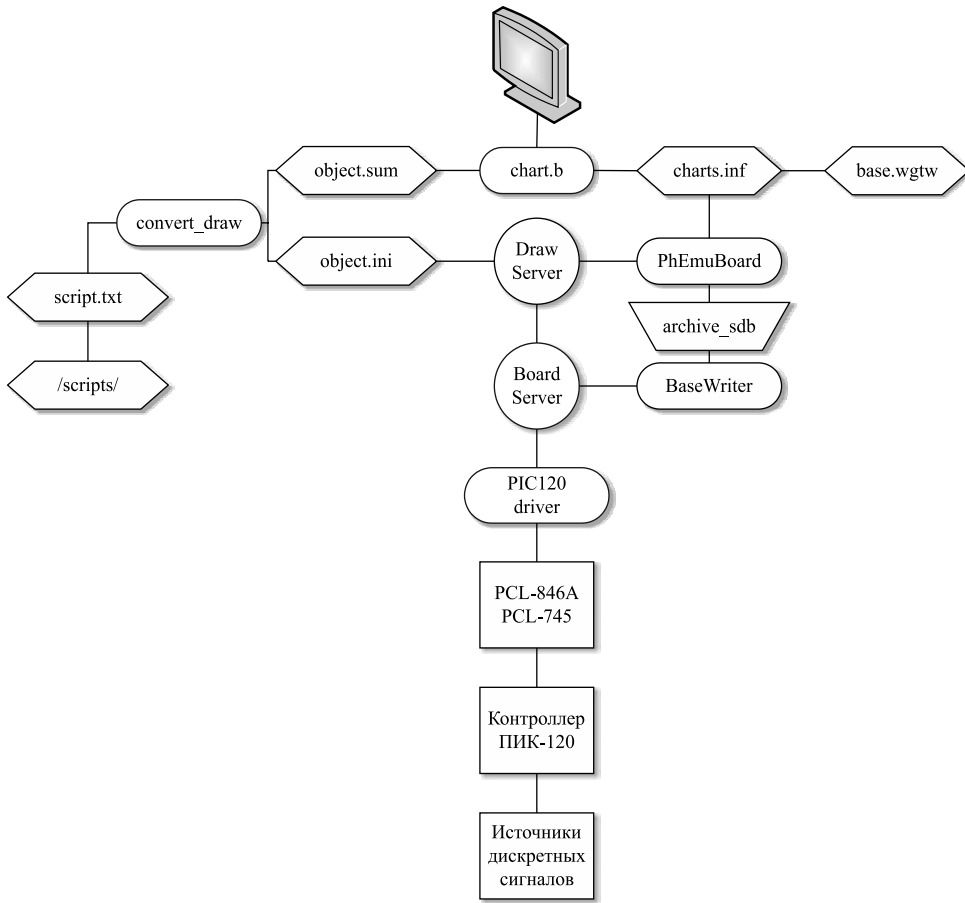 object.sum
chart.b
charts.inf
base.wgtw
convert_draw
object.ini
Draw
Server
PhEmuBoard
script.txt
archive_sdb
/scripts/
Board
Server
BaseWriter
PIC120
driver
PCL-846A
PCL-745
Контроллер
ПИК-120
Источники
дискретных
сигналов